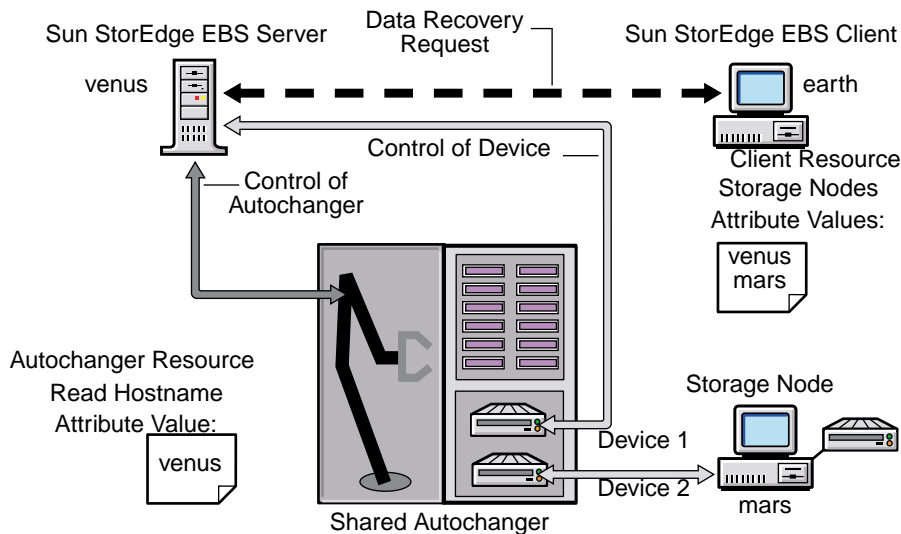 Data Recovery
Request
Sun StorEdge EBS Server
Sun StorEdge EBS Client
venus
earth
Control of Device
Client Resource
Storage Nodes
Attribute Values:
venus
mars
Control of
Autochanger
Autochanger Resource
Read Hostname
Attribute Value:
venus
Storage Node
Device 1
Device 2
mars
Shared Autochanger